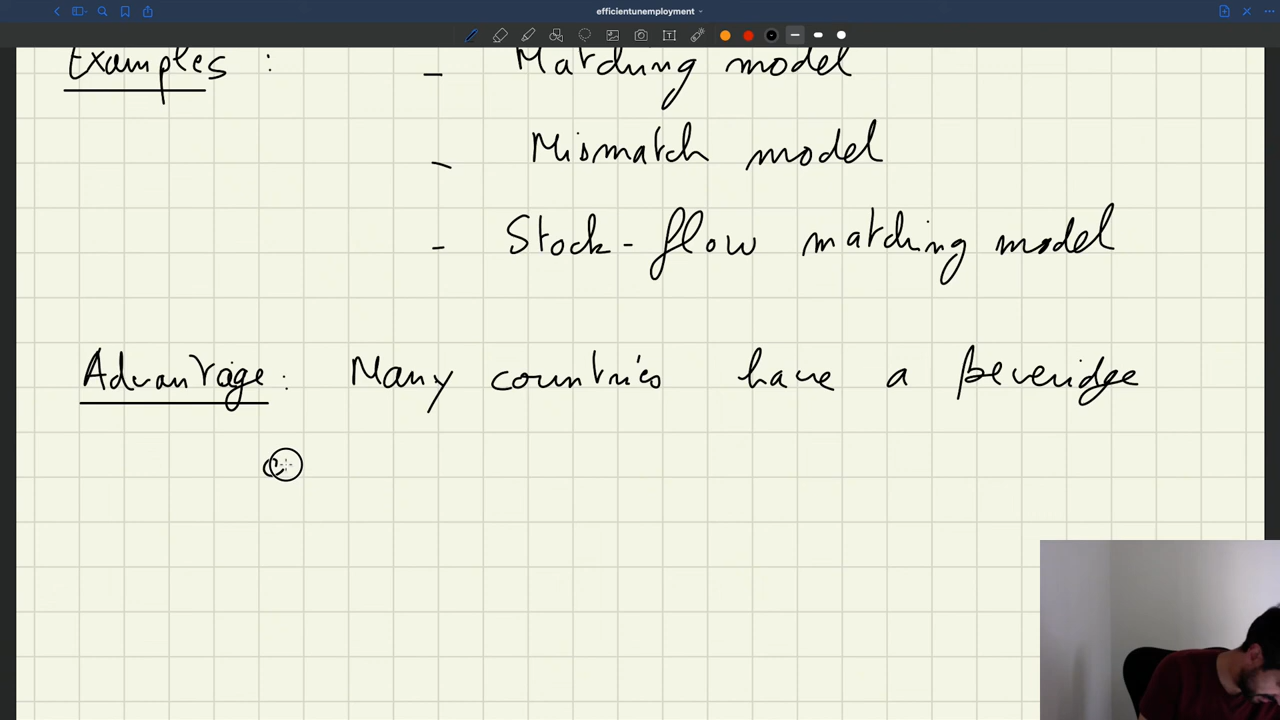 efficientunemployment
Examples :
- Matching model
- Mismatch model
- Stock-flow matching model
Advantage: Many countries have a Beveridge